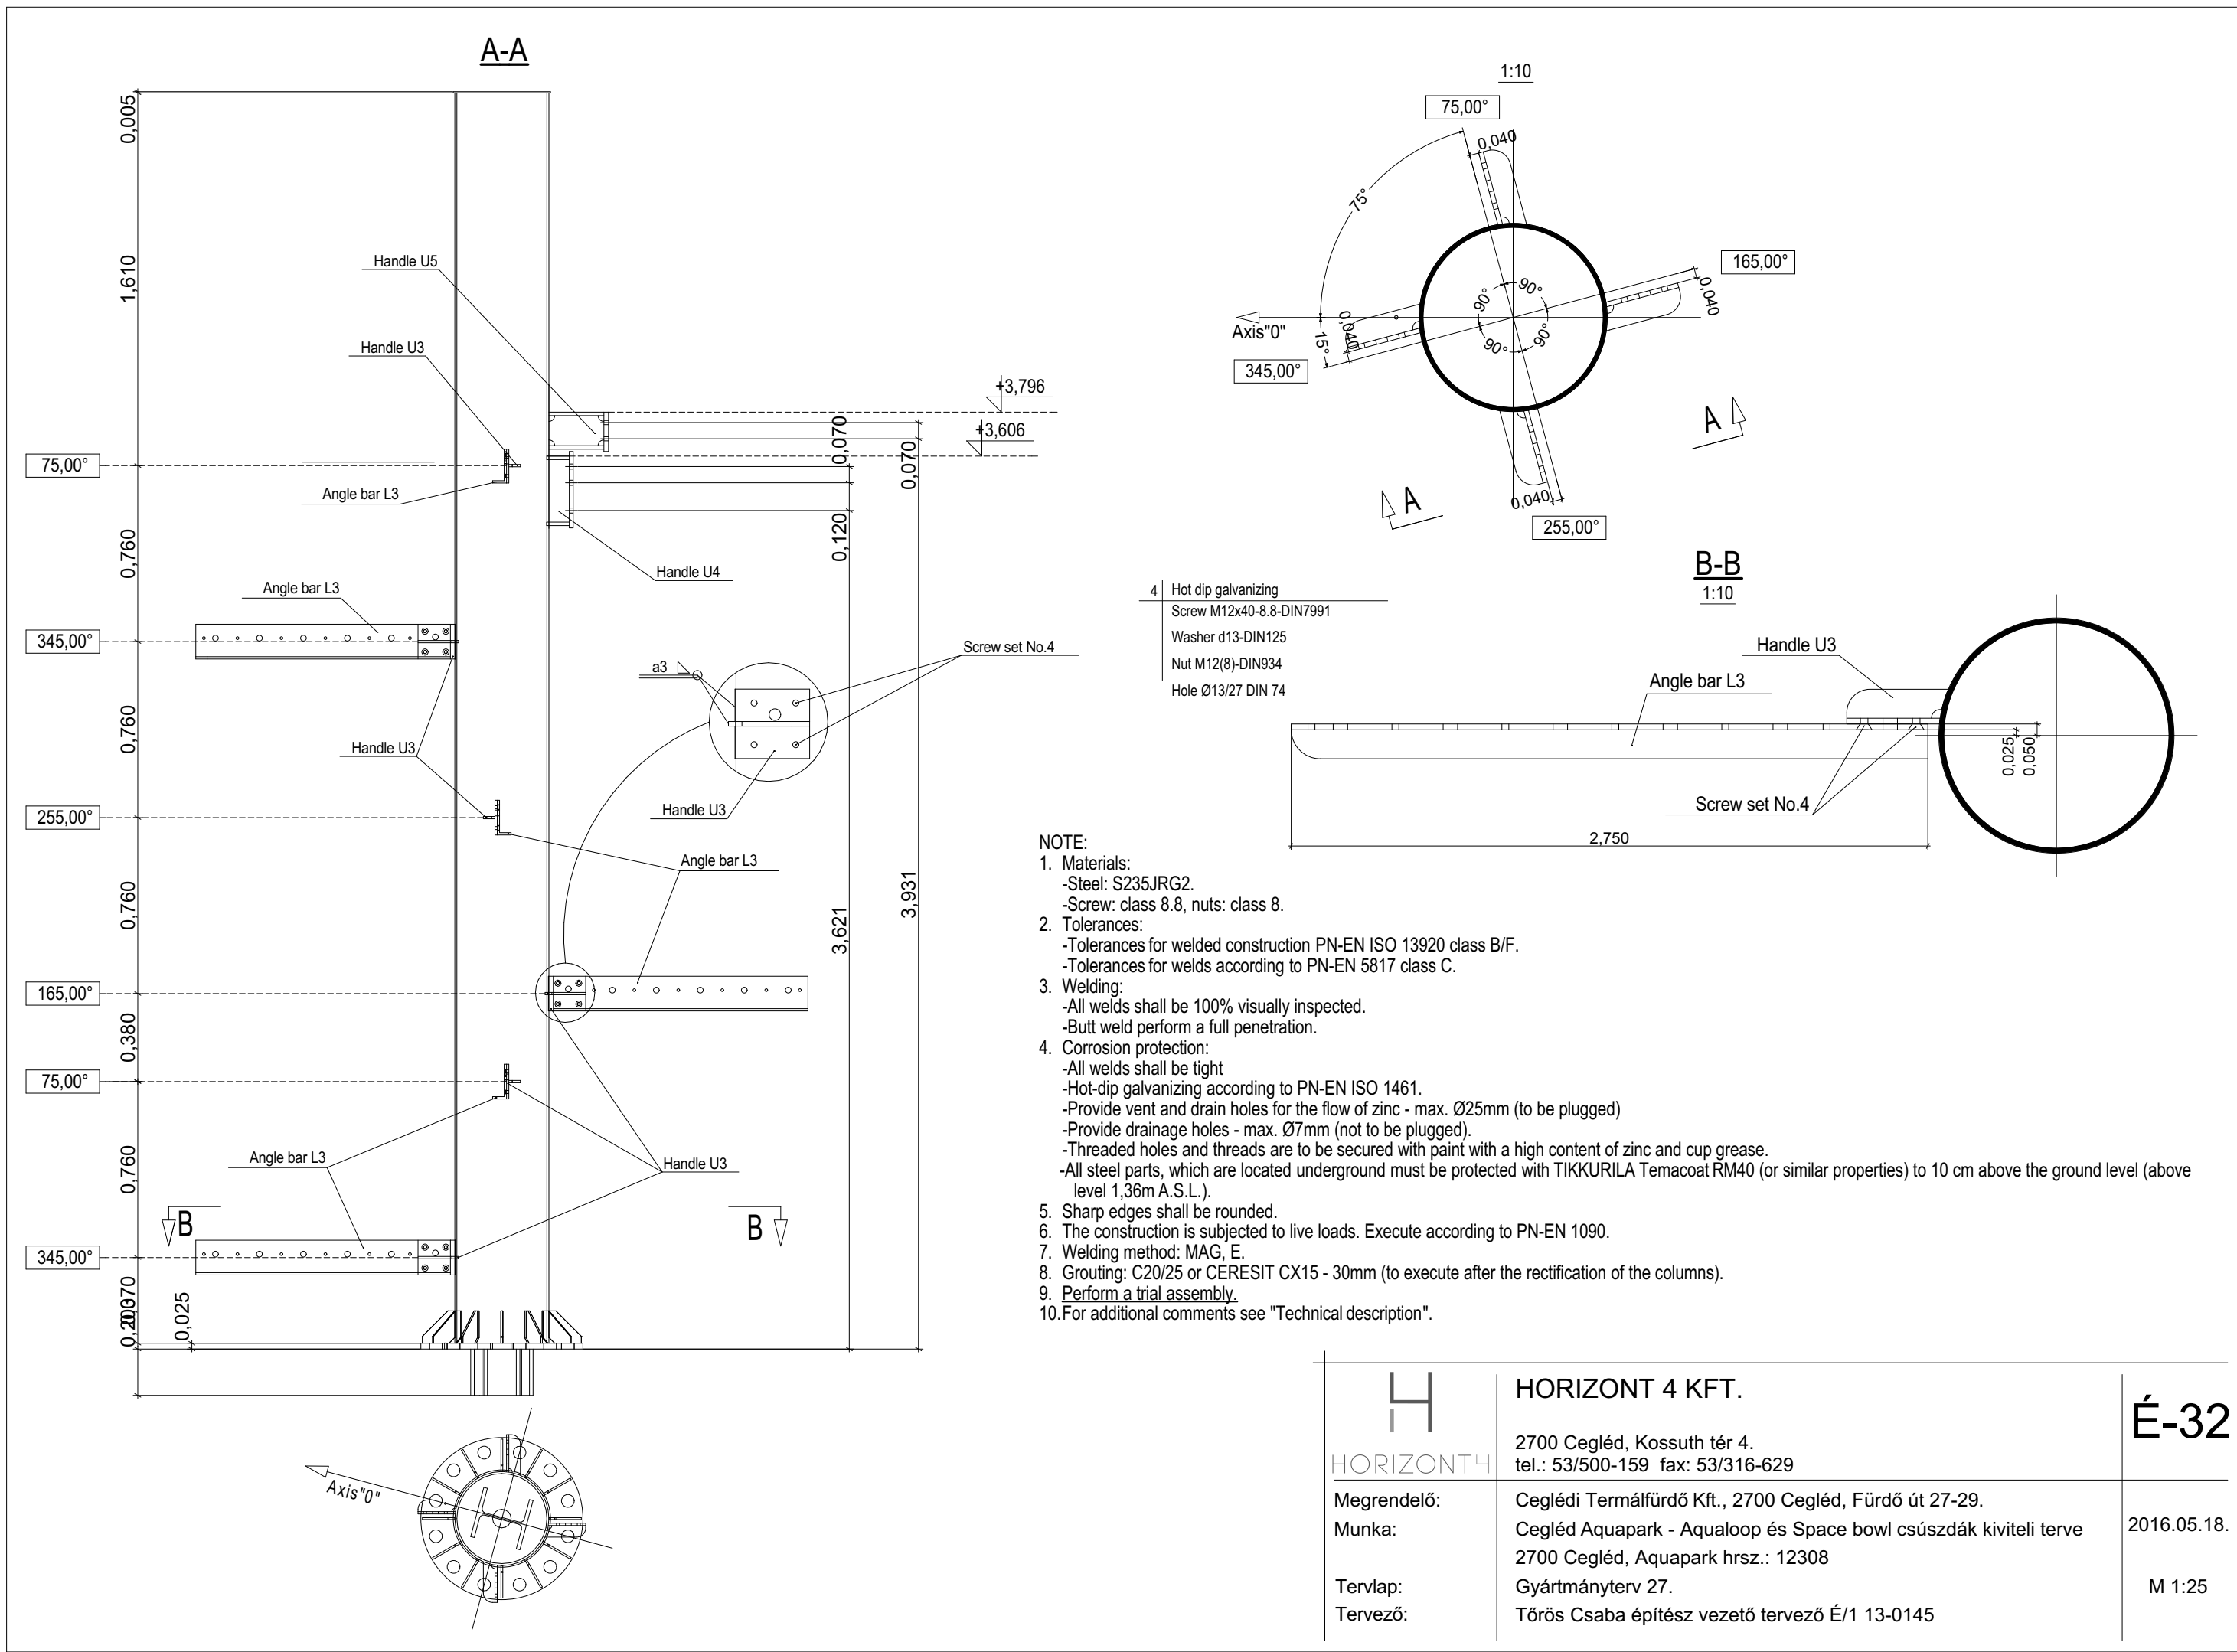 A-A
0,005
1,610
0,760
0,760
0,760
0,380
0,760
0,370
0,200
0,025
75,00°
345,00°
255,00°
165,00°
75,00°
345,00°
Handle U5
Handle U3
Angle bar L3
Angle bar L3
Handle U3
Handle U4
+3,796
+3,606
0,070
0,070
0,120
3,621
3,931
a3
Screw set No.4
Handle U3
Angle bar L3
Angle bar L3
Handle U3
B
B
Axis"0"
1:10
75,00°
0,040
75°
165,00°
0,040
90°
90°
90°
90°
Axis"0"
15°
0,040
345,00°
0,040
255,00°
A
A
B-B
1:10
4 Hot dip galvanizing
Screw M12x40-8.8-DIN7991
Washer d13-DIN125
Nut M12(8)-DIN934
Hole Ø13/27 DIN 74
Handle U3
Angle bar L3
0,025
0,050
Screw set No.4
2,750
NOTE:
1. Materials:
-Steel: S235JRG2.
-Screw: class 8.8, nuts: class 8.
2. Tolerances:
-Tolerances for welded construction PN-EN ISO 13920 class B/F.
-Tolerances for welds according to PN-EN 5817 class C.
3. Welding:
-All welds shall be 100% visually inspected.
-Butt weld perform a full penetration.
4. Corrosion protection:
-All welds shall be tight
-Hot-dip galvanizing according to PN-EN ISO 1461.
-Provide vent and drain holes for the flow of zinc - max. Ø25mm (to be plugged)
-Provide drainage holes - max. Ø7mm (not to be plugged).
-Threaded holes and threads are to be secured with paint with a high content of zinc and cup grease.
-All steel parts, which are located underground must be protected with TIKKURILA Temacoat RM40 (or similar properties) to 10 cm above the ground level (above
level 1,36m A.S.L.).
5. Sharp edges shall be rounded.
6. The construction is subjected to live loads. Execute according to PN-EN 1090.
7. Welding method: MAG, E.
8. Grouting: C20/25 or CERESIT CX15 - 30mm (to execute after the rectification of the columns).
9. Perform a trial assembly.
10. For additional comments see "Technical description".
HORIZONT4
HORIZONT 4 KFT.
2700 Cegléd, Kossuth tér 4.
tel.: 53/500-159 fax: 53/316-629
É-32
Megrendelő: Ceglédi Termálfürdő Kft., 2700 Cegléd, Fürdő út 27-29.
Munka: Cegléd Aquapark - Aqualoop és Space bowl csúszdák kiviteli terve
2016.05.18.
2700 Cegléd, Aquapark hrsz.: 12308
Tervlap: Gyártmányterv 27.
M 1:25
Tervező: Tőrös Csaba építész vezető tervező É/1 13-0145